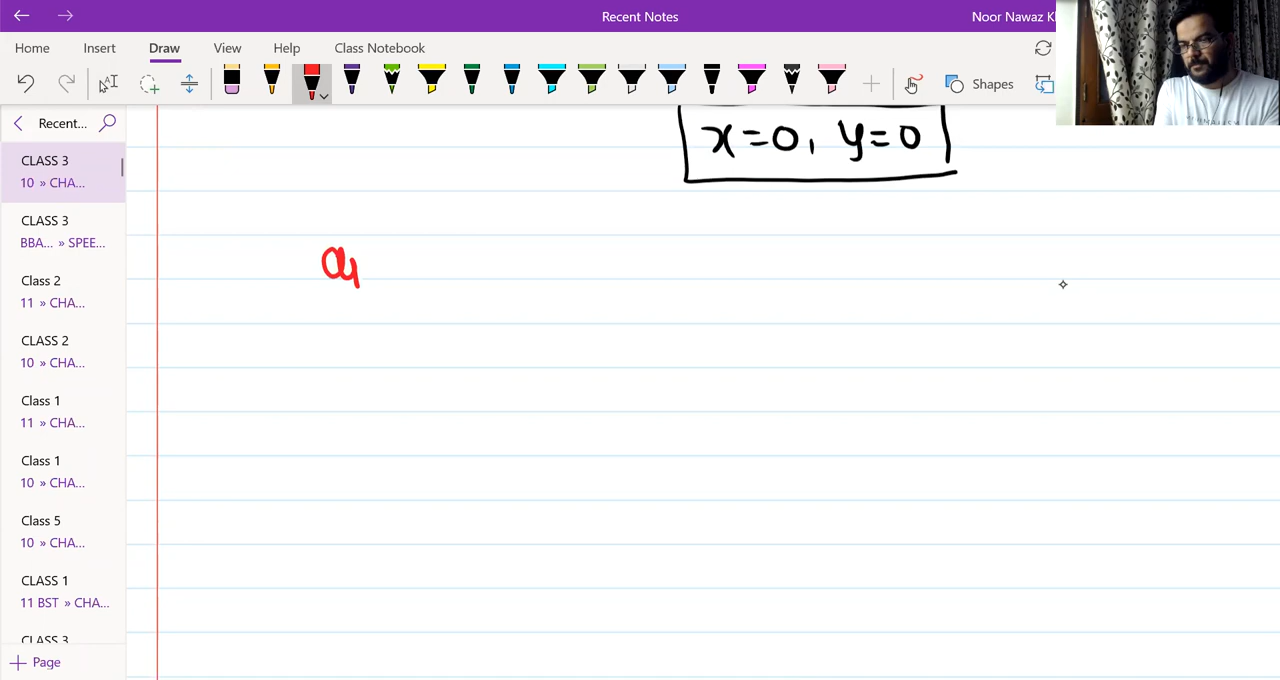 Recent Notes
Noor Nawaz K
Home Insert Draw View Help Class Notebook
Shapes
Recent...
x=0, y=0
CLASS 3
10 » CHA...
CLASS 3
BBA... » SPEE...
Class 2
11 » CHA...
CLASS 2
10 » CHA...
Class 1
11 » CHA...
Class 1
10 » CHA...
Class 5
10 » CHA...
CLASS 1
11 BST » CHA...
CLASS 3
+ Page